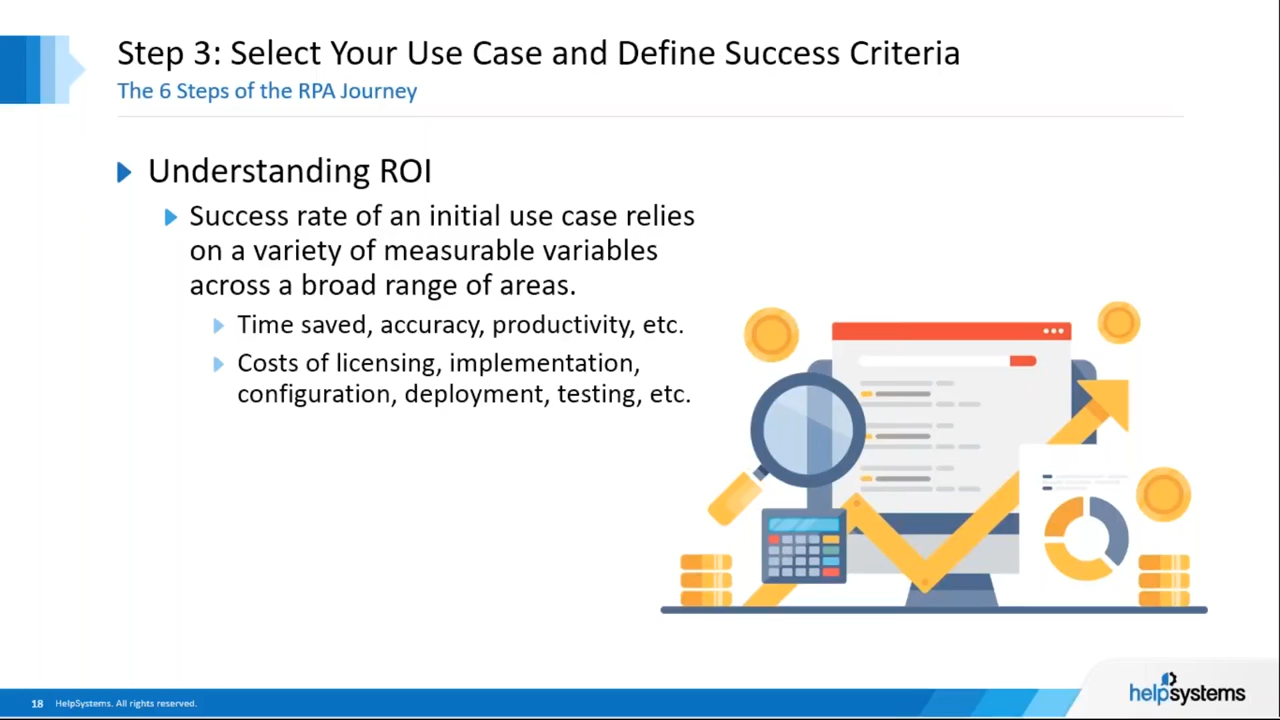 Step 3: Select Your Use Case and Define Success Criteria
The 6 Steps of the RPA Journey
Understanding ROI
Success rate of an initial use case relies
on a variety of measurable variables
across a broad range of areas.
Time saved, accuracy, productivity, etc.
Costs of licensing, implementation,
configuration, deployment, testing, etc.
18 HelpSystems. All rights reserved.
helpsystems